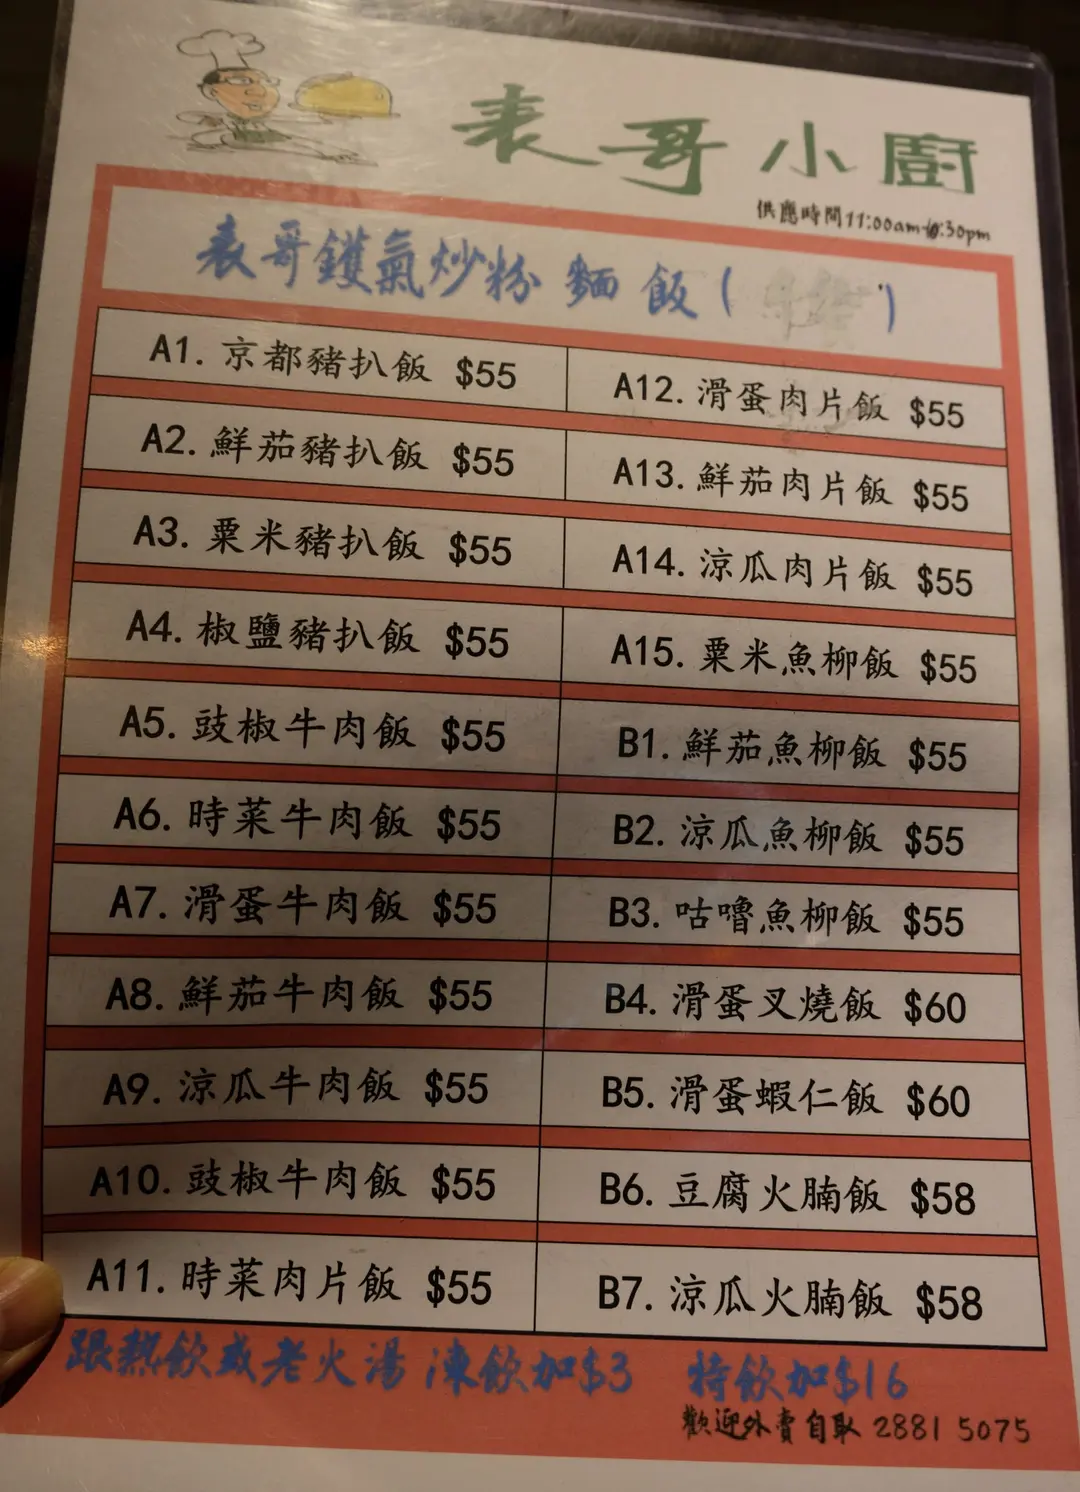 表哥小廚
供應時間11:00am-10:30pm
表哥鑊氣炒粉麵飯( )
A1. 京都豬扒飯 $55
A2. 鮮茄豬扒飯 $55
A3. 粟米豬扒飯 $55
A4. 椒鹽豬扒飯 $55
A5. 豉椒牛肉飯 $55
A6. 時菜牛肉飯 $55
A7. 滑蛋牛肉飯 $55
A8. 鮮茄牛肉飯 $55
A9. 涼瓜牛肉飯 $55
A10. 豉椒牛肉飯 $55
A11. 時菜肉片飯 $55
A12. 滑蛋肉片飯 $55
A13. 鮮茄肉片飯 $55
A14. 涼瓜肉片飯 $55
A15. 粟米魚柳飯 $55
B1. 鮮茄魚柳飯 $55
B2. 涼瓜魚柳飯 $55
B3. 咕嚕魚柳飯 $55
B4. 滑蛋叉燒飯 $60
B5. 滑蛋蝦仁飯 $60
B6. 豆腐火腩飯 $58
B7. 涼瓜火腩飯 $58
跟熱飲或老火湯 凍飲加$3 特飲加$16
歡迎外賣自取 2881 5075